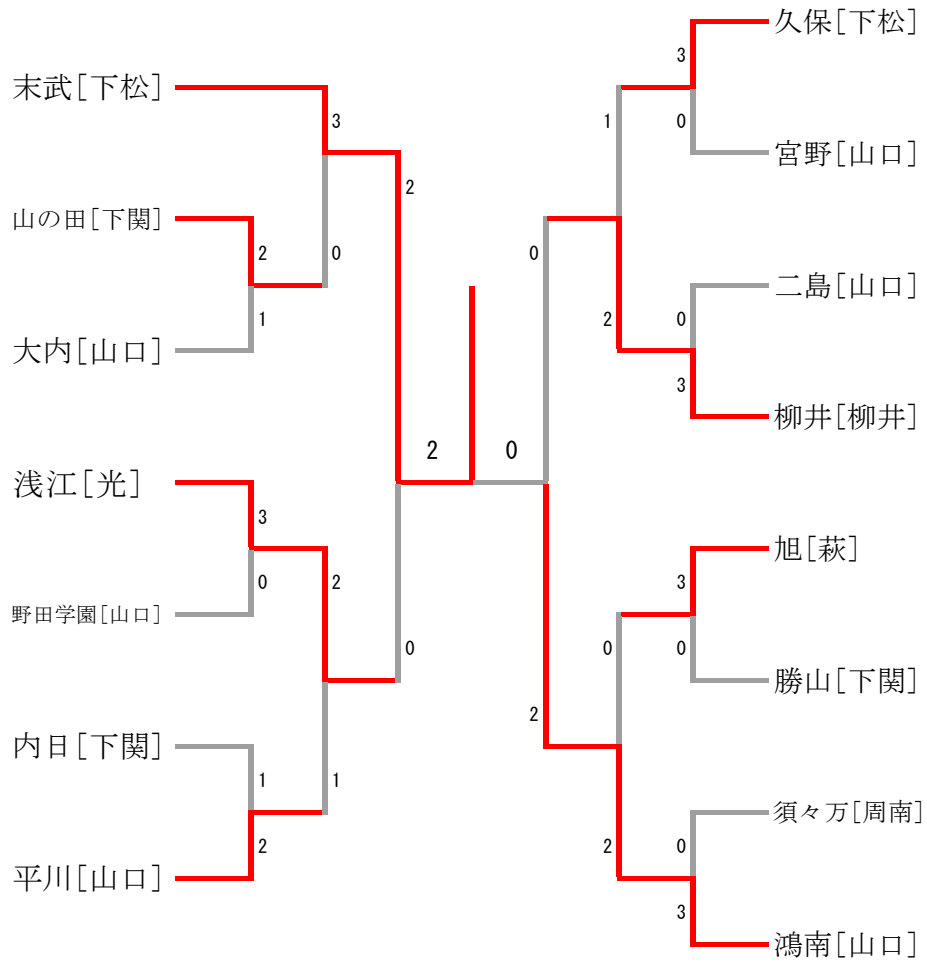 久保[下松]
3
末武[下松]
3
1
0
宮野[山口]
2
山の田[下関]
2
0
0
二島[山口]
1
2
0
大内[山口]
3
柳井[柳井]
2
0
浅江[光]
3
旭[萩]
0
2
3
野田学園[山口]
0
0
0
勝山[下関]
2
内日[下関]
1
1
須々万[周南]
2
2
0
平川[山口]
3
鴻南[山口]